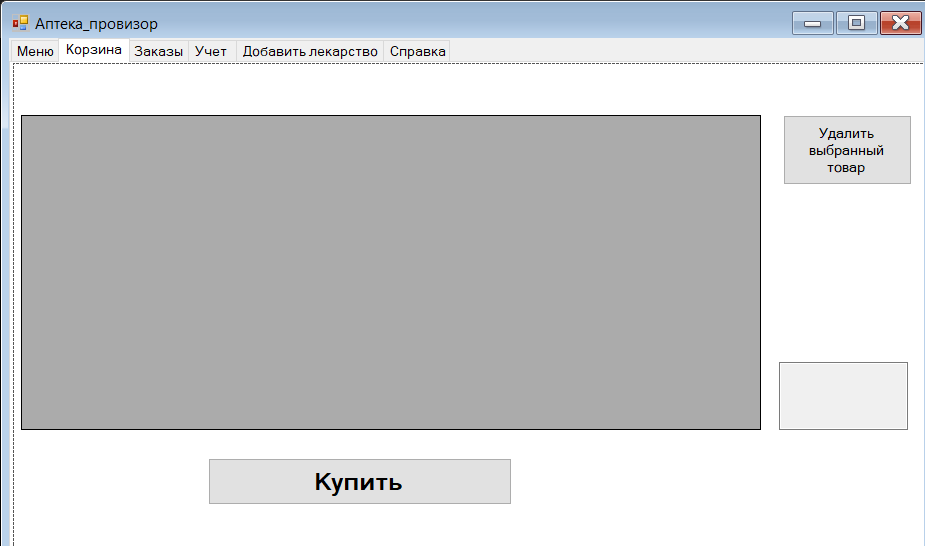 Аптека_провизор
Меню Корзина Заказы Учет Добавить лекарство Справка
Удалить
выбранный
товар
Купить